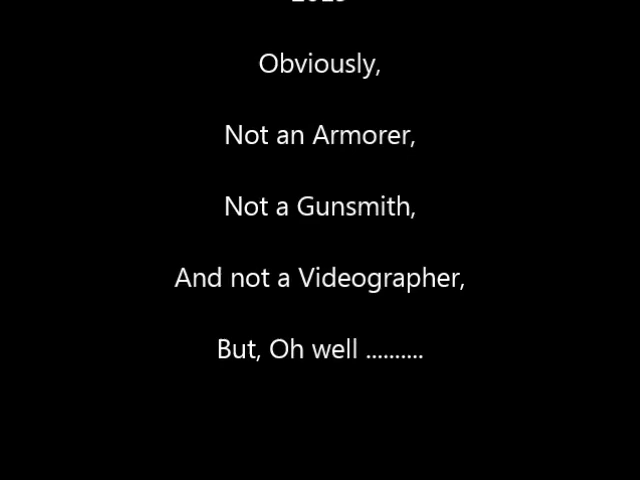 Obviously,
Not an Armorer,
Not a Gunsmith,
And not a Videographer,
But, Oh well ..........